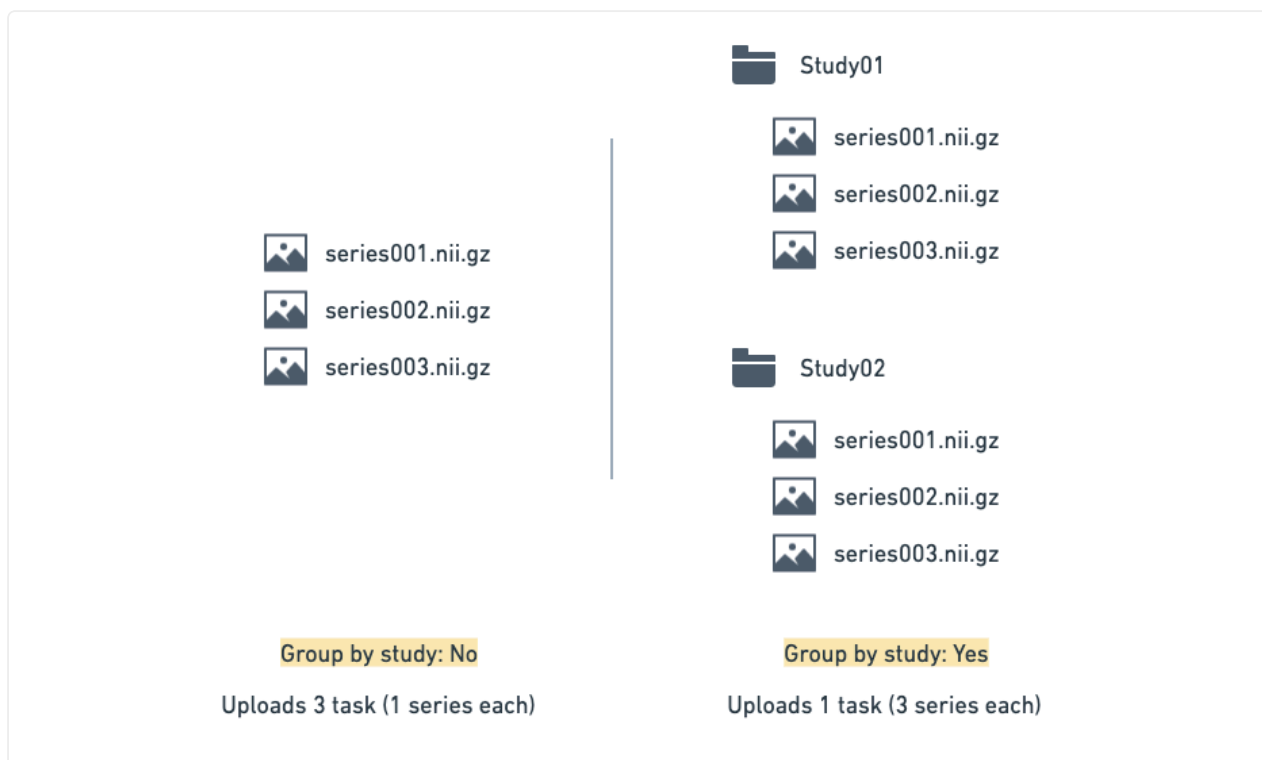 series001.nii.gz
series002.nii.gz
series003.nii.gz
Group by study: No
Uploads 3 task (1 series each)
Study01
series001.nii.gz
series002.nii.gz
series003.nii.gz
Study02
series001.nii.gz
series002.nii.gz
series003.nii.gz
Group by study: Yes
Uploads 1 task (3 series each)